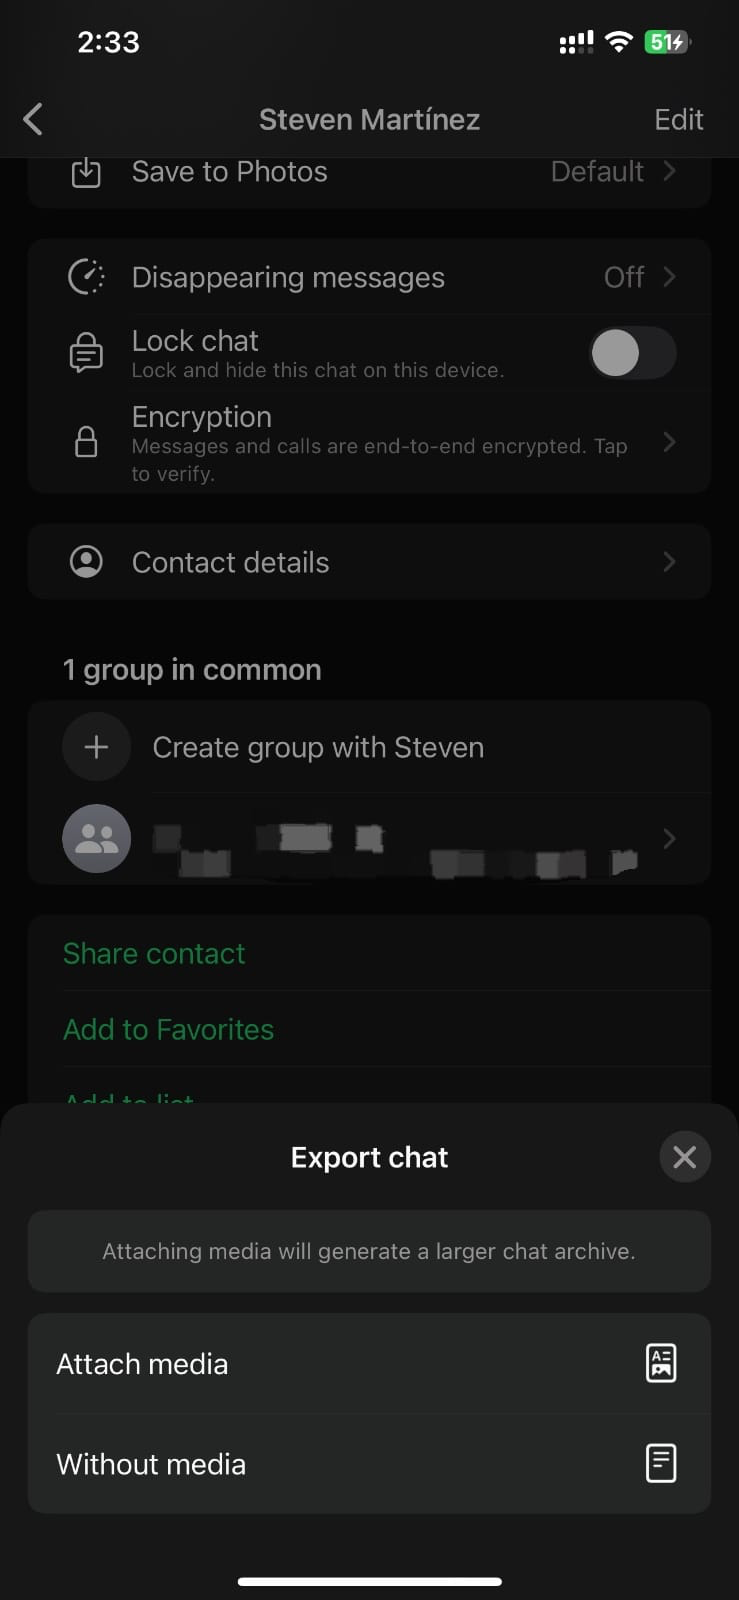 2:33
51
Steven Martínez
Edit
Save to Photos
Default
Disappearing messages
Off
Lock chat
Lock and hide this chat on this device.
Encryption
Messages and calls are end-to-end encrypted. Tap
to verify.
Contact details
1 group in common
Create group with Steven
Share contact
Add to Favorites
Add to list
Export chat
Attaching media will generate a larger chat archive.
Attach media
A
Without media